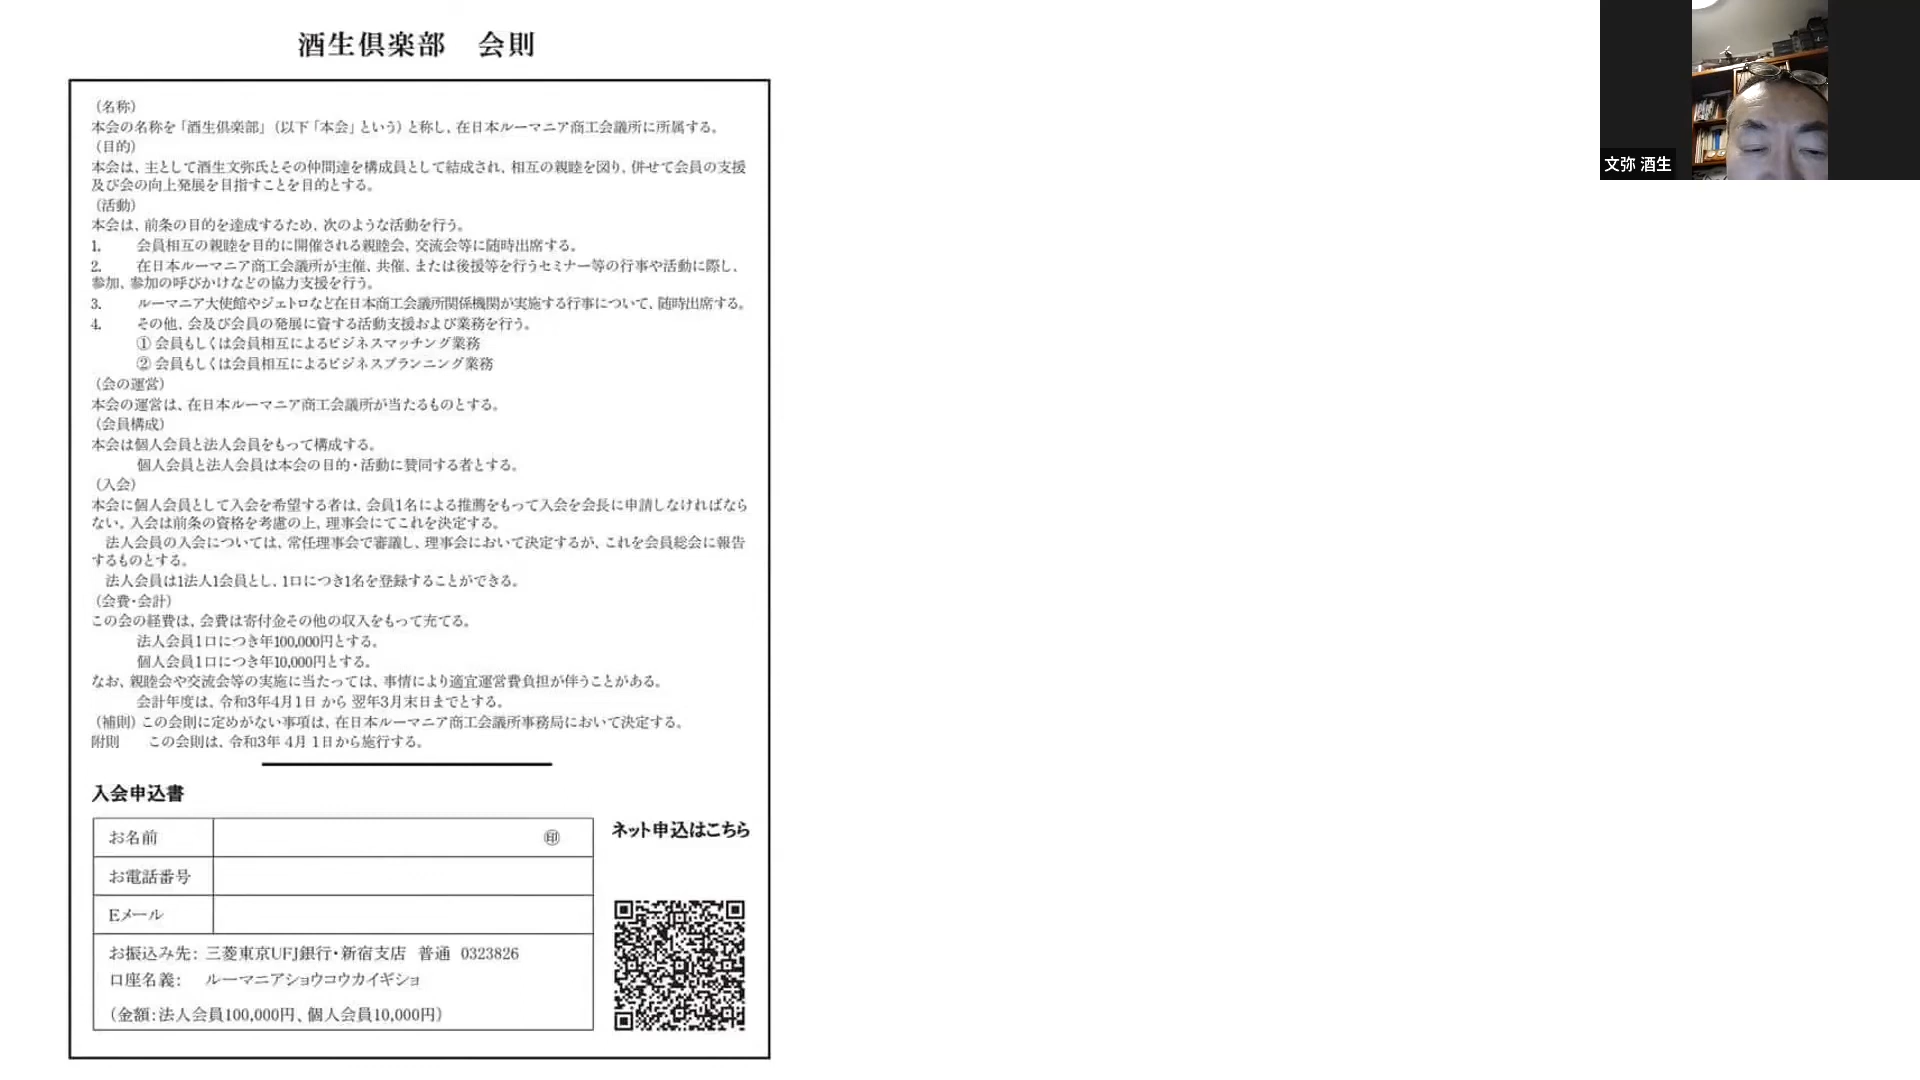 酒生倶楽部　会則
（名称）
本会の名称を「酒生倶楽部」（以下「本会」という）と称し、在日本ルーマニア商工会議所に所属する。
（目的）
本会は、主として酒生文弥氏とその仲間達を構成員として結成され、相互の親睦を図り、併せて会員の支援
及び会の向上発展を目指すことを目的とする。
（活動）
本会は、前条の目的を達成するため、次のような活動を行う。
1.　会員相互の親睦を目的に開催される親睦会、交流会等に随時出席する。
2.　在日本ルーマニア商工会議所が主催、共催、または後援等を行うセミナー等の行事や活動に際し、
参加、参加の呼びかけなどの協力支援を行う。
3.　ルーマニア大使館やジェトロなど在日本商工会議所関係機関が実施する行事について、随時出席する。
4.　その他、会及び会員の発展に資する活動支援および業務を行う。
① 会員もしくは会員相互によるビジネスマッチング業務
② 会員もしくは会員相互によるビジネスプランニング業務
（会の運営）
本会の運営は、在日本ルーマニア商工会議所が当たるものとする。
（会員構成）
本会は個人会員と法人会員をもって構成する。
個人会員と法人会員は本会の目的・活動に賛同する者とする。
（入会）
本会に個人会員として入会を希望する者は、会員1名による推薦をもって入会を会長に申請しなければなら
ない。入会は前条の資格を考慮の上、理事会にてこれを決定する。
法人会員の入会については、常任理事会で審議し、理事会において決定するが、これを会員総会に報告
するものとする。
法人会員は1法人1会員とし、1口につき1名を登録することができる。
（会費・会計）
この会の経費は、会費は寄付金その他の収入をもって充てる。
法人会員1口につき年100,000円とする。
個人会員1口につき年10,000円とする。
なお、親睦会や交流会等の実施に当たっては、事情により適宜運営費負担が伴うことがある。
会計年度は、令和3年4月1日 から 翌年3月末日までとする。
（補則）この会則に定めがない事項は、在日本ルーマニア商工会議所事務局において決定する。
附則　この会則は、令和3年 4月 1日から施行する。
入会申込書
お名前　㊞
お電話番号
Eメール
お振込み先：三菱東京UFJ銀行・新宿支店　普通　0323826
口座名義：　ルーマニアショウコウカイギショ
（金額：法人会員100,000円、個人会員10,000円）
ネット申込はこちら
文弥 酒生